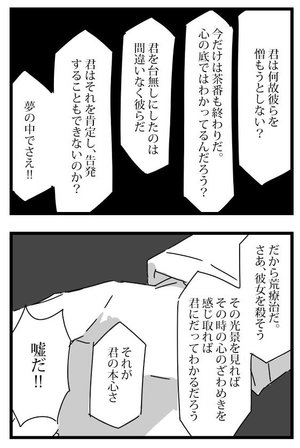 君は何故彼らを
憎もうとしない？
今だけは茶番も終わりだ。
心の底ではわかってるんだろう？
君を台無しにしたのは
間違いなく彼らだ
君はそれを肯定し、告発
することもできないのか？
夢の中でさえ!!
だから荒療治だ。
さあ、彼女を殺そう
その光景を見れば
その時の心のざわめきを
感じ取れば
君にだってわかるだろう
それが
君の本心さ
嘘だ!!